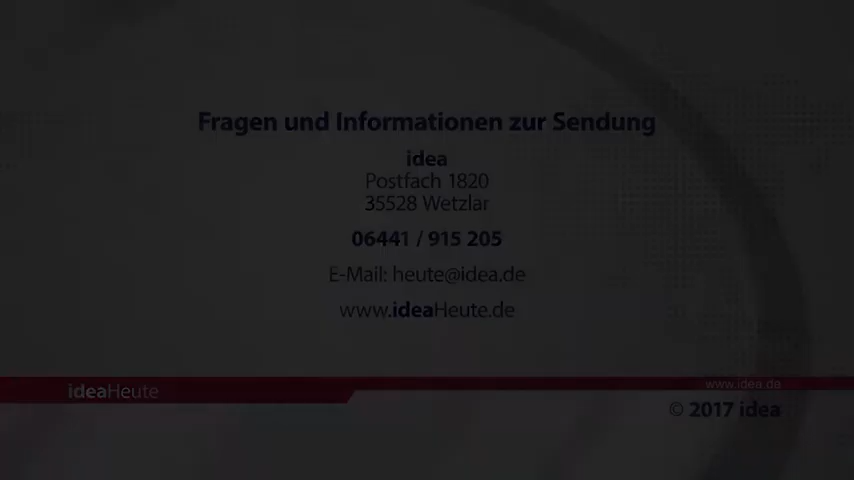 Fragen und Informationen zur Sendung
idea
Postfach 1820
35528 Wetzlar
06441 / 915 205
E-Mail: heute@idea.de
www.ideaHeute.de
www.idea.de
ideaHeute
© 2017 idea